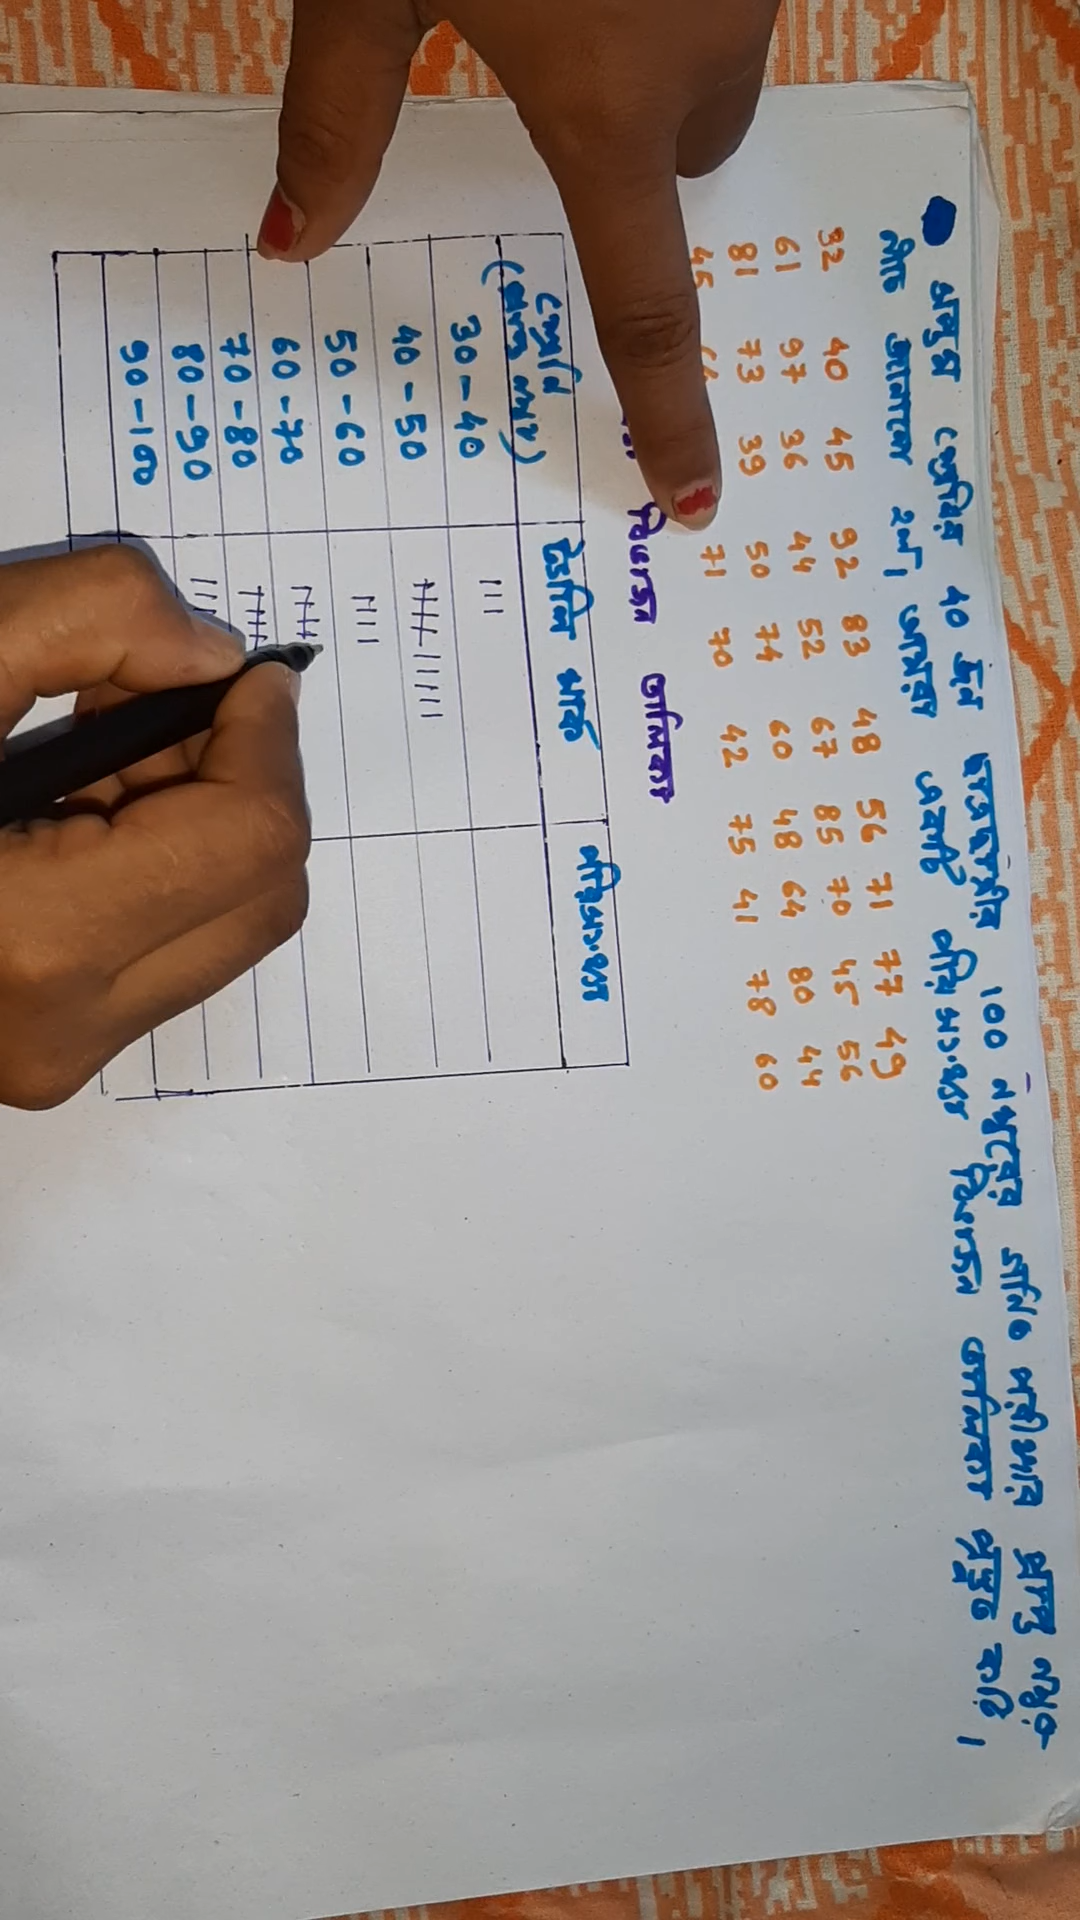 অষ্টম শ্রেণির 40 জন ছাত্রছাত্রীর 100 নম্বরের গণিত পরীক্ষার প্রাপ্ত নম্বর
নীচে জানানো হল। আমরা একটি পরিসংখ্যা বিভাজন তালিকা প্রস্তুত করি।
32 40 45 92 83 48 56 71 77 49
61 97 36 44 52 67 85 70 45 56
81 73 39 50 74 60 48 64 80 44
45 71 70 42 75 41 78 60
বিভাজন তালিকা
শ্রেণি (প্রাপ্ত নম্বর) ট্যালি মার্ক পরিসংখ্যা
30-40
40-50
50-60
60-70
70-80
80-90
90-100